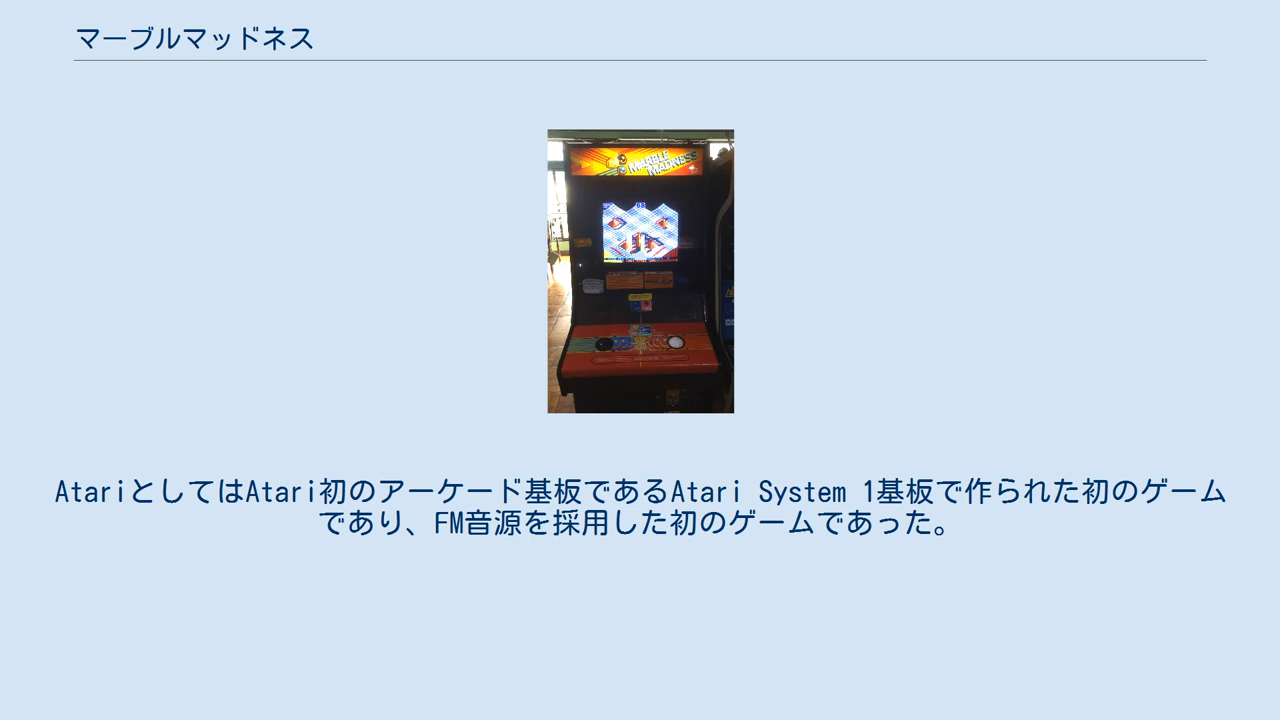 マーブルマッドネス
MARBLE
MADNESS
AtariとしてはAtari初のアーケード基板であるAtari System 1基板で作られた初のゲーム
であり、FM音源を採用した初のゲームであった。